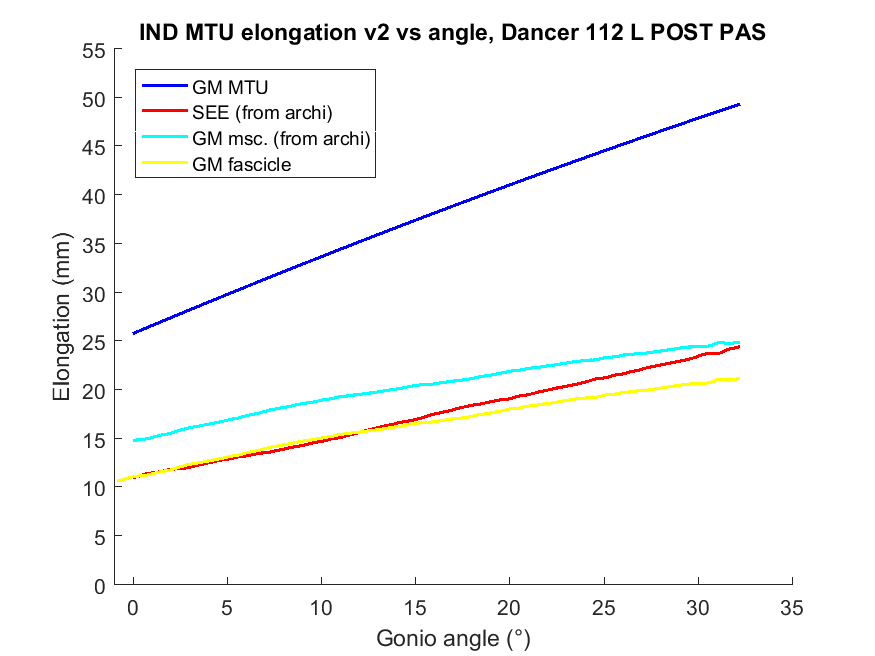 IND MTU elongation v2 vs angle, Dancer 112 L POST PAS
55
50
45
40
35
30
25
20
15
10
5
0
Elongation (mm)
GM MTU
SEE (from archi)
GM msc. (from archi)
GM fascicle
0 5 10 15 20 25 30 35
Gonio angle (°)